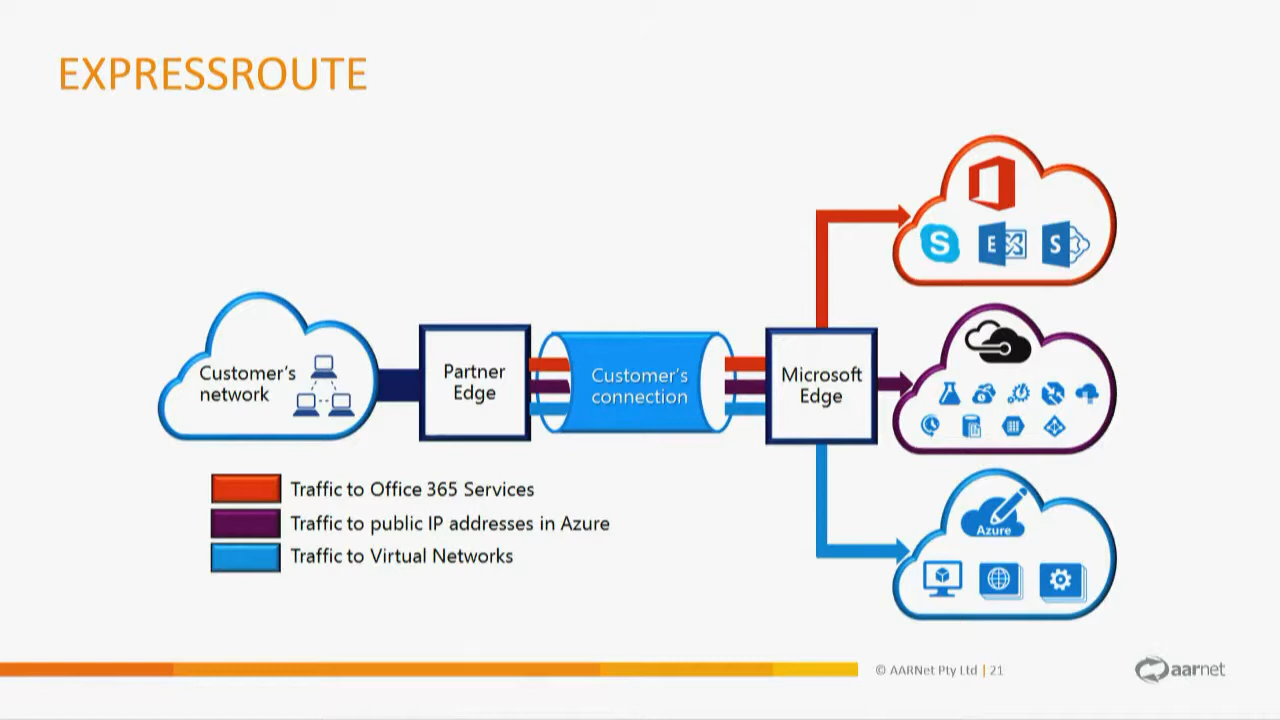 EXPRESSROUTE
Customer's
network
Partner
Edge
Customer's
connection
Microsoft
Edge
S
E
S
Azure
Traffic to Office 365 Services
Traffic to public IP addresses in Azure
Traffic to Virtual Networks
© AARNet Pty Ltd | 21
aarnet